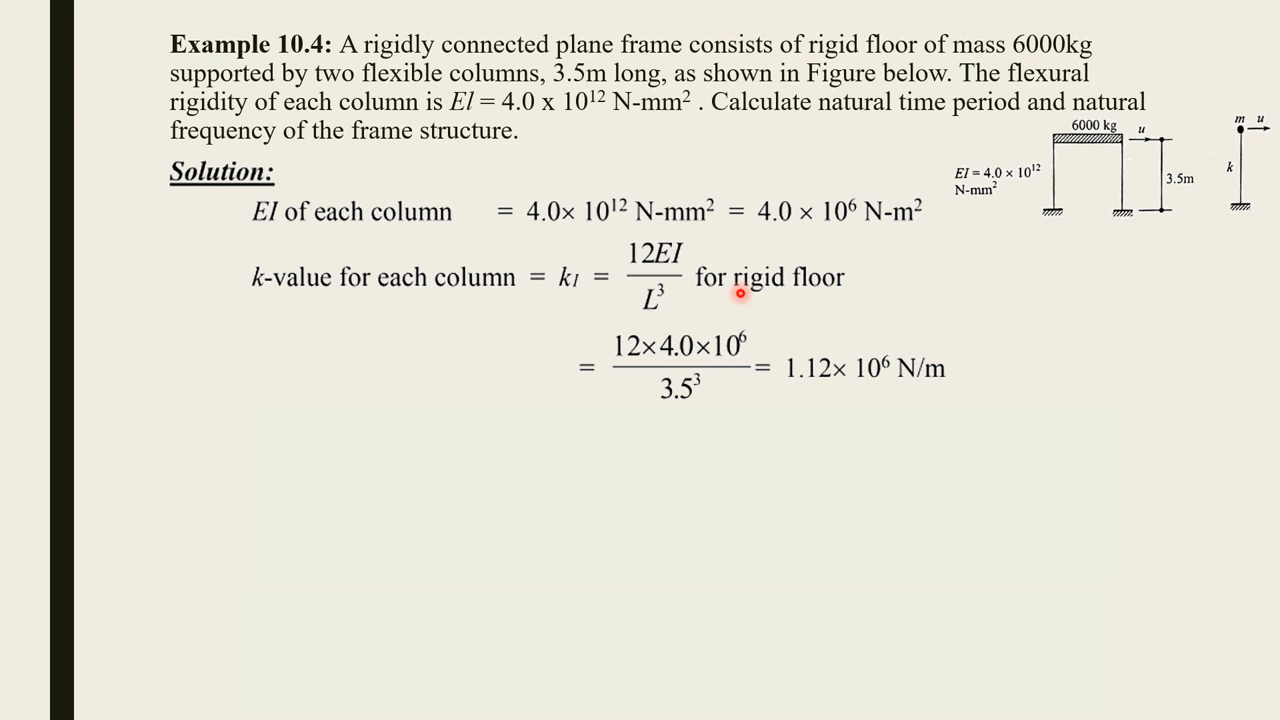 Example 10.4: A rigidly connected plane frame consists of rigid floor of mass 6000kg
supported by two flexible columns, 3.5m long, as shown in Figure below. The flexural
rigidity of each column is El = 4.0 x 10¹² N-mm² . Calculate natural time period and natural
frequency of the frame structure.
6000 kg u
m u
EI = 4.0 × 10¹²
N-mm²
3.5m
k
Solution:
EI of each column = 4.0× 10¹² N-mm² = 4.0 × 10⁶ N-m²
k-value for each column = k₁ = 12EI / L³ for rigid floor
= 12×4.0×10⁶ / 3.5³ = 1.12× 10⁶ N/m